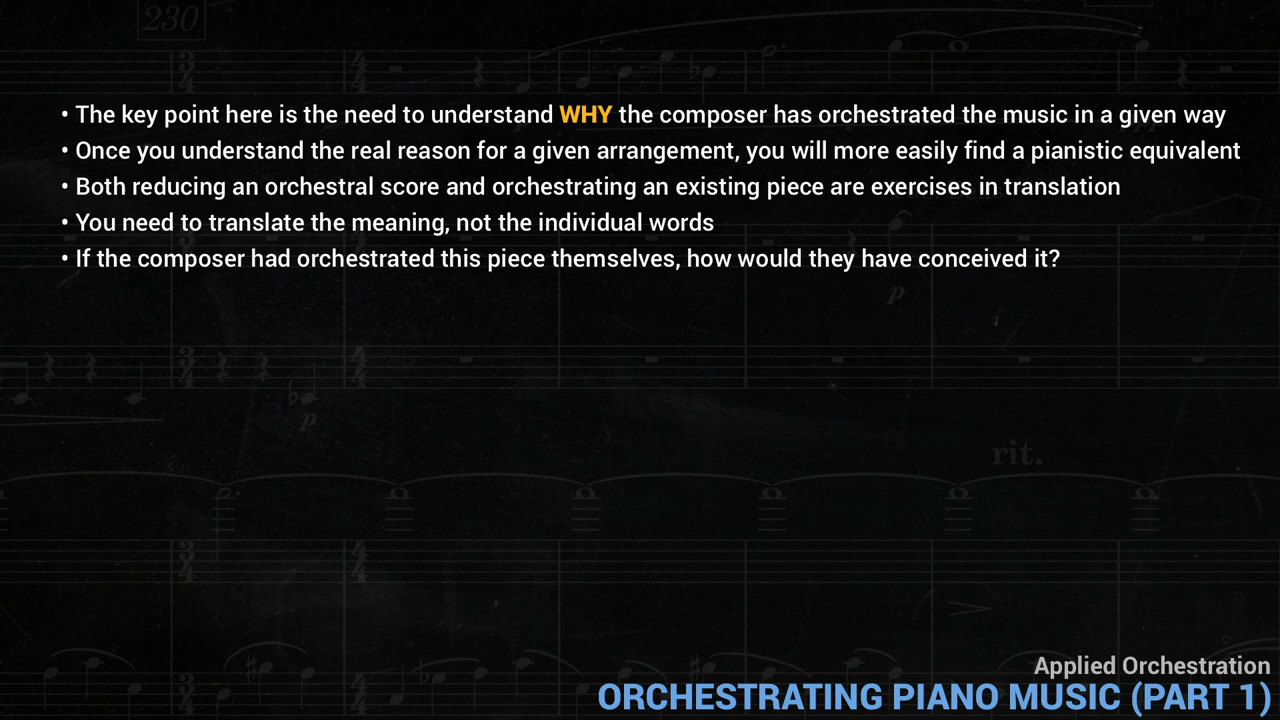 230
• The key point here is the need to understand WHY the composer has orchestrated the music in a given way
• Once you understand the real reason for a given arrangement, you will more easily find a pianistic equivalent
• Both reducing an orchestral score and orchestrating an existing piece are exercises in translation
• You need to translate the meaning, not the individual words
• If the composer had orchestrated this piece themselves, how would they have conceived it?
p
p
rit.
Applied Orchestration
ORCHESTRATING PIANO MUSIC (PART 1)